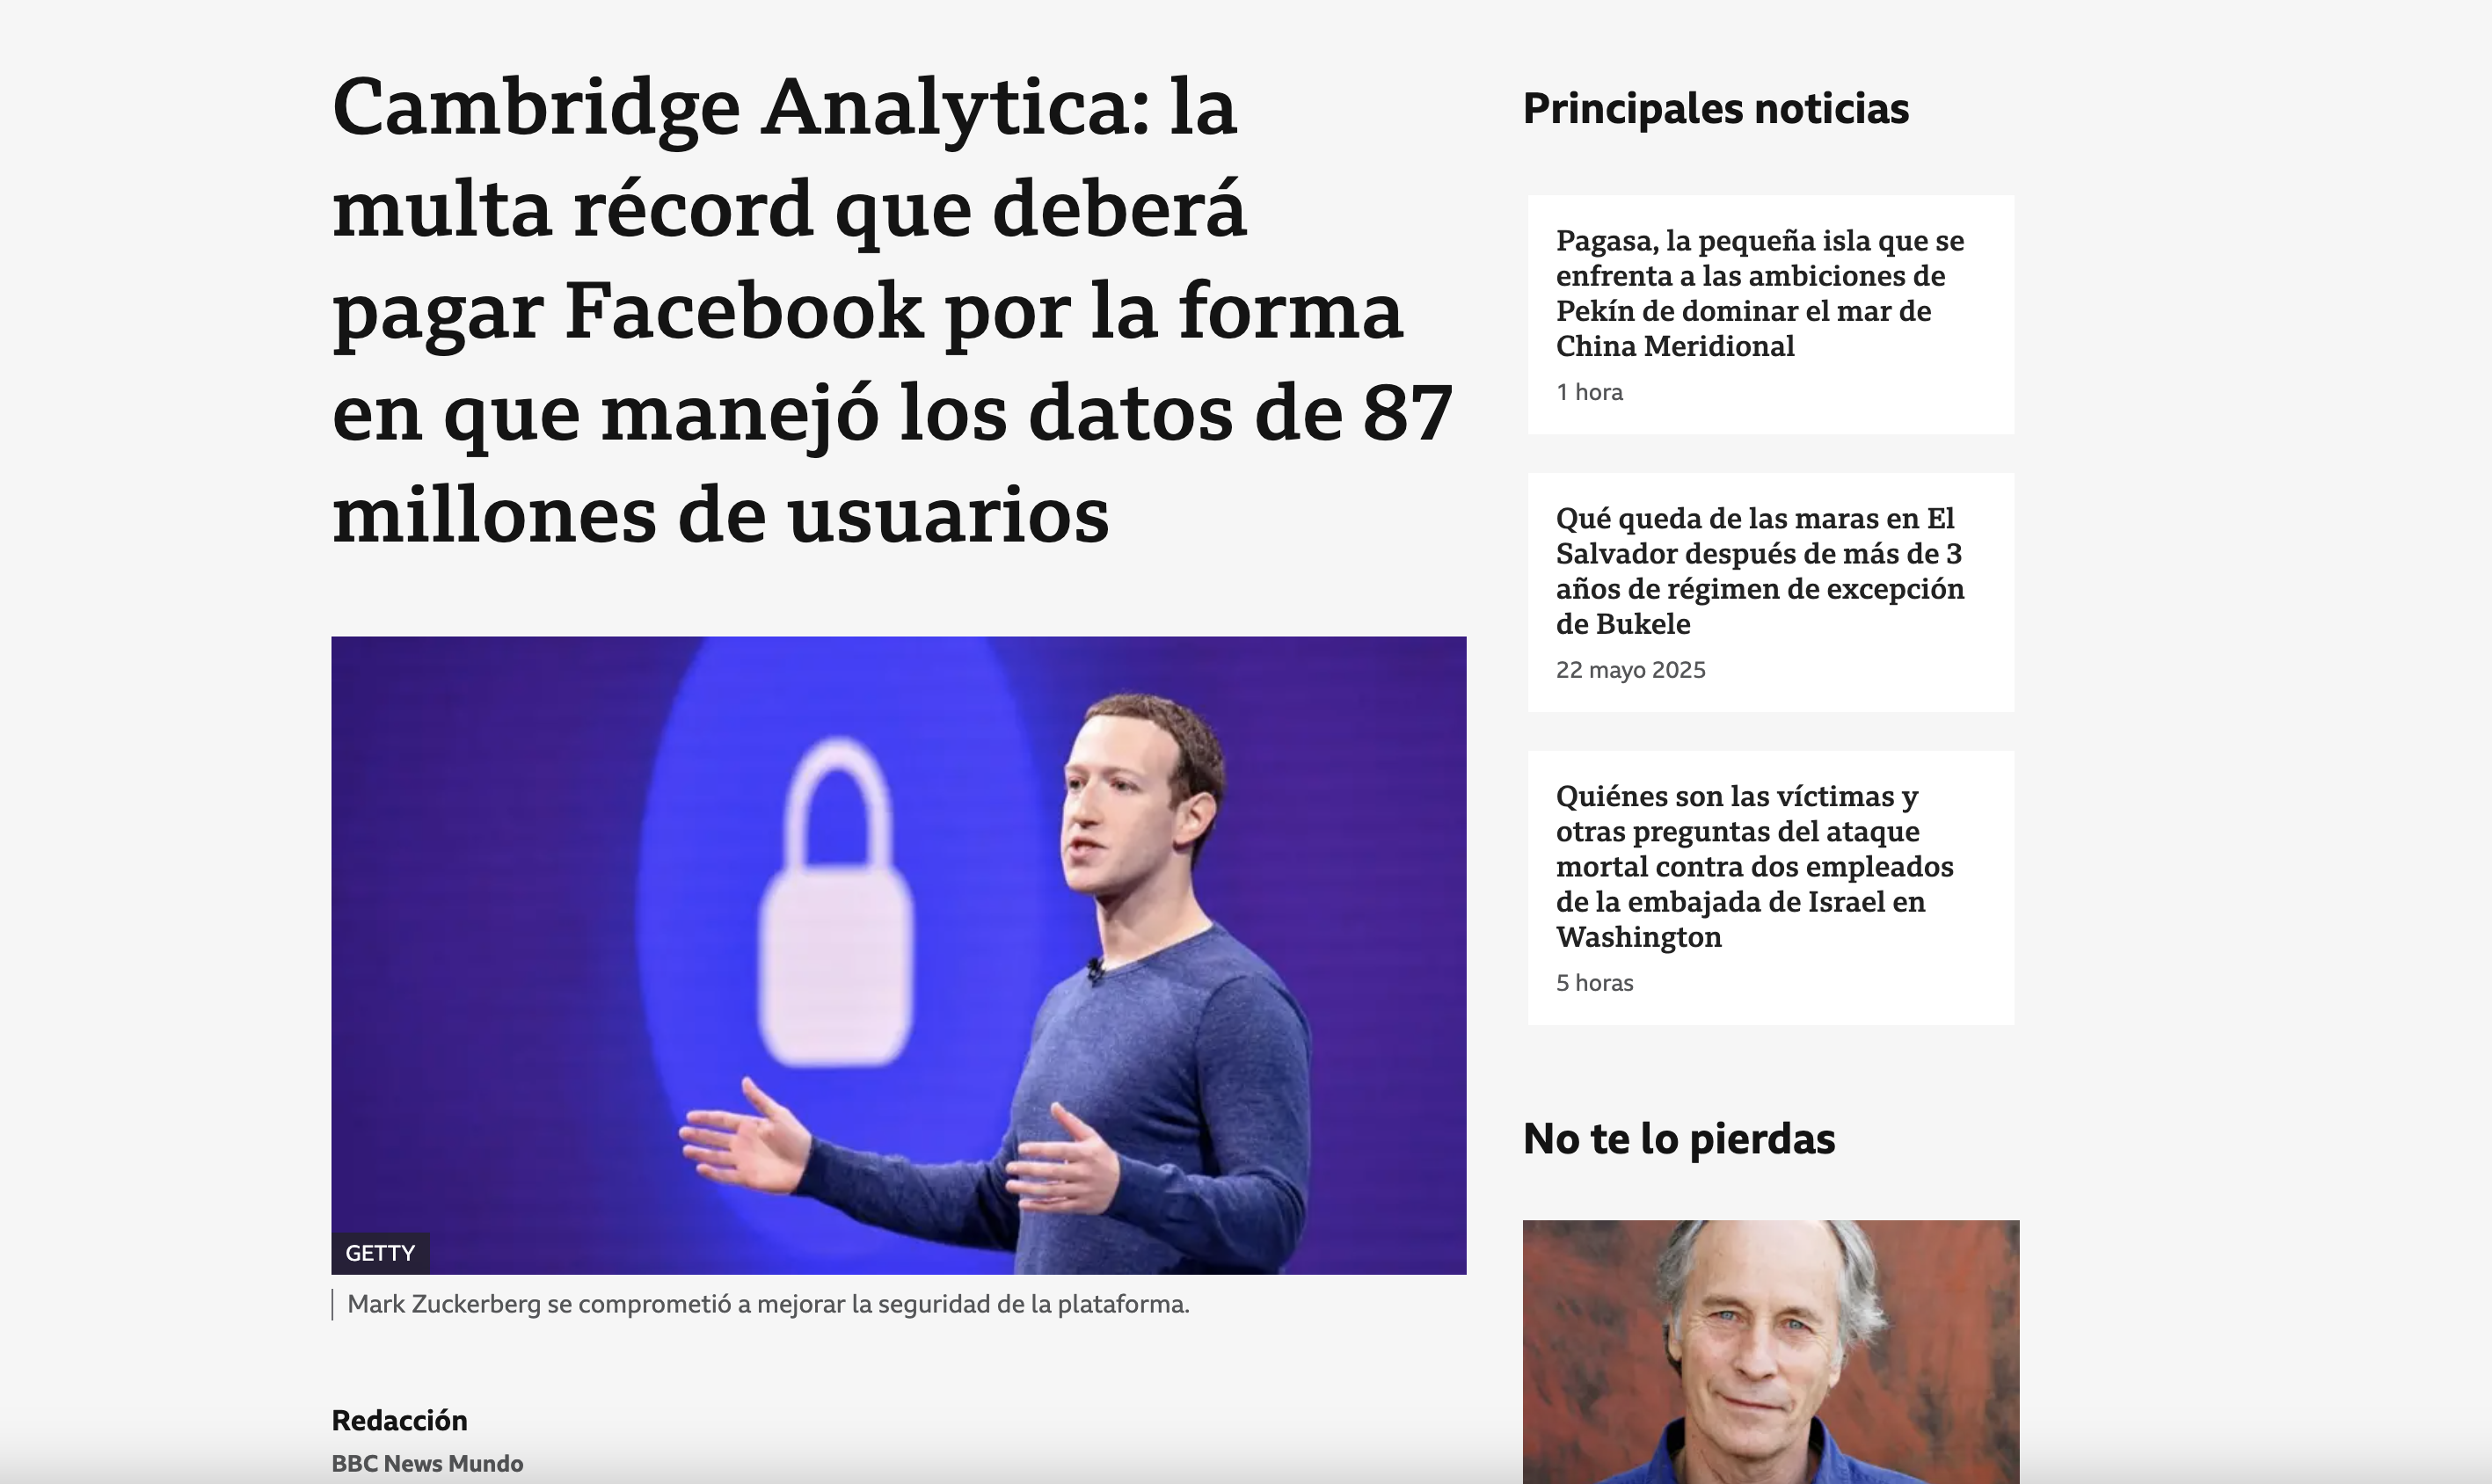 Cambridge Analytica: la
multa récord que deberá
pagar Facebook por la forma
en que manejó los datos de 87
millones de usuarios
GETTY
Mark Zuckerberg se comprometió a mejorar la seguridad de la plataforma.
Redacción
BBC News Mundo
Principales noticias
Pagasa, la pequeña isla que se
enfrenta a las ambiciones de
Pekín de dominar el mar de
China Meridional
1 hora
Qué queda de las maras en El
Salvador después de más de 3
años de régimen de excepción
de Bukele
22 mayo 2025
Quiénes son las víctimas y
otras preguntas del ataque
mortal contra dos empleados
de la embajada de Israel en
Washington
5 horas
No te lo pierdas